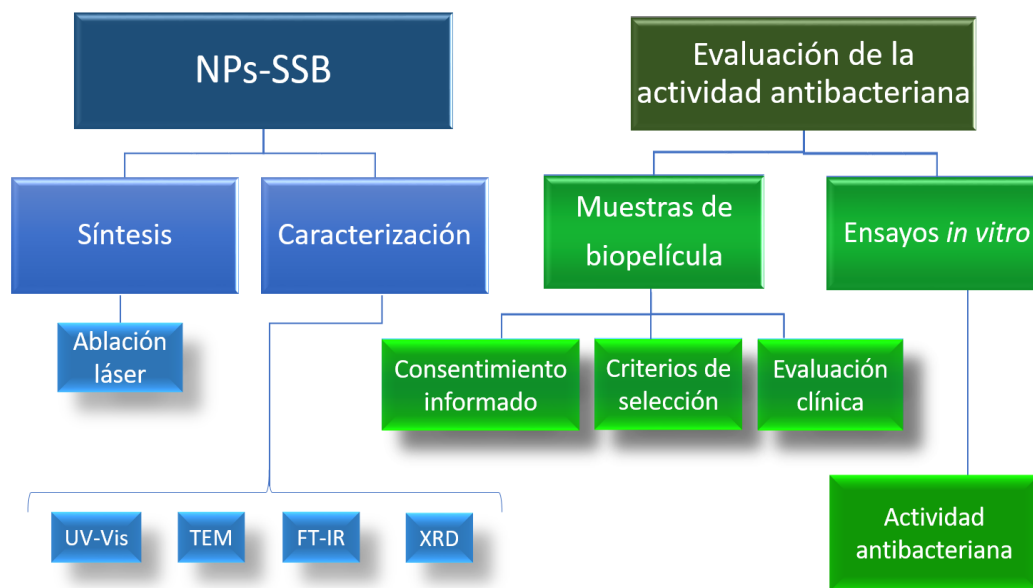 NPs-SSB
Evaluación de la
actividad antibacteriana
Síntesis
Caracterización
Muestras de
biopelícula
Ensayos in vitro
Ablación
láser
Consentimiento
informado
Criterios de
selección
Evaluación
clínica
UV-Vis
TEM
FT-IR
XRD
Actividad
antibacteriana